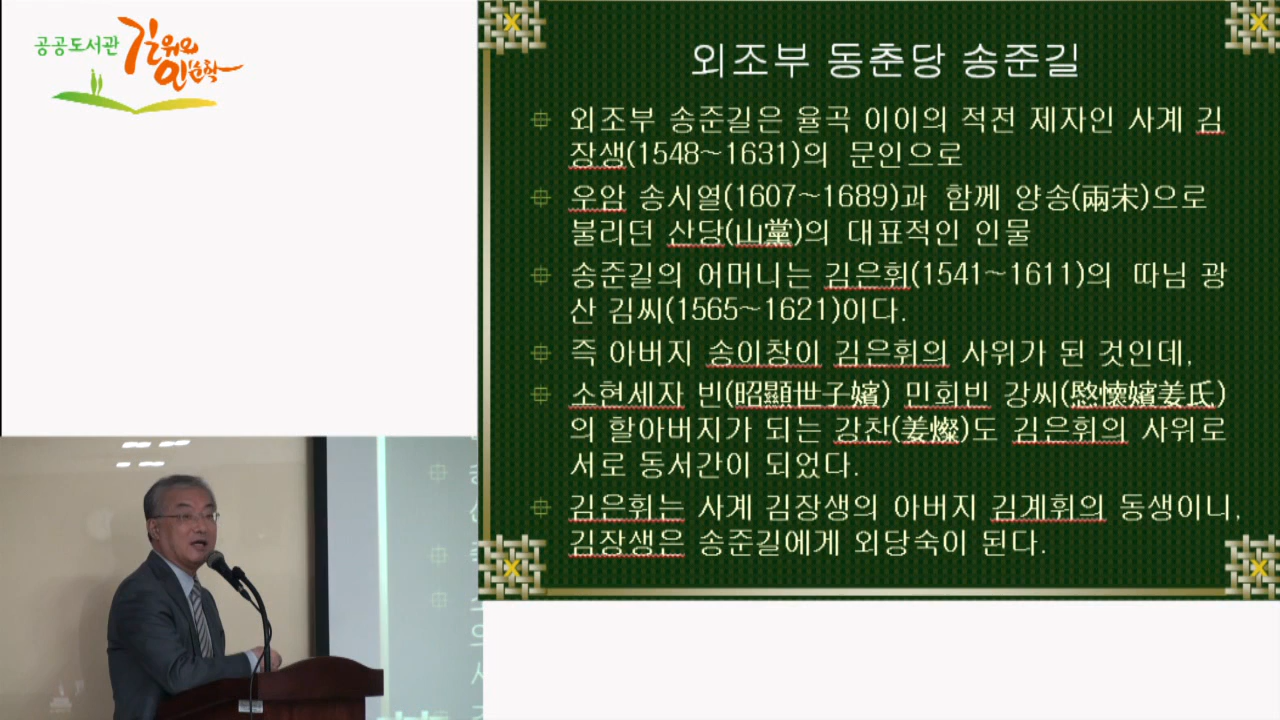 공공도서관 길위의 인문학
외조부 동춘당 송준길
외조부 송준길은 율곡 이이의 적전 제자인 사계 김
장생(1548~1631)의 문인으로
우암 송시열(1607~1689)과 함께 양송(兩宋)으로
불리던 산당(山黨)의 대표적인 인물
송준길의 어머니는 김은휘(1541~1611)의 따님 광
산 김씨(1565~1621)이다.
즉 아버지 송이창이 김은휘의 사위가 된 것인데,
소현세자 빈(昭顯世子嬪) 민회빈 강씨(愍懷嬪姜氏)
의 할아버지가 되는 강찬(姜燦)도 김은휘의 사위로
서로 동서간이 되었다.
김은휘는 사계 김장생의 아버지 김계휘의 동생이니,
김장생은 송준길에게 외당숙이 된다.